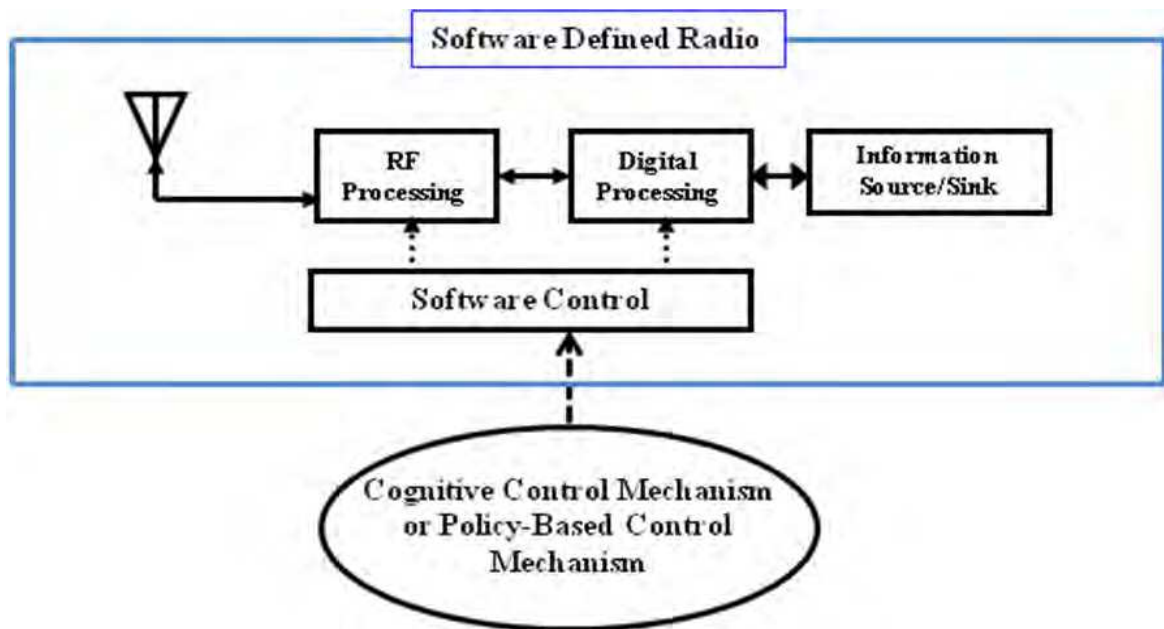 Software Defined Radio
RF
Processing
Digital
Processing
Information
Source/Sink
Software Control
Cognitive Control Mechanism
or Policy-Based Control
Mechanism